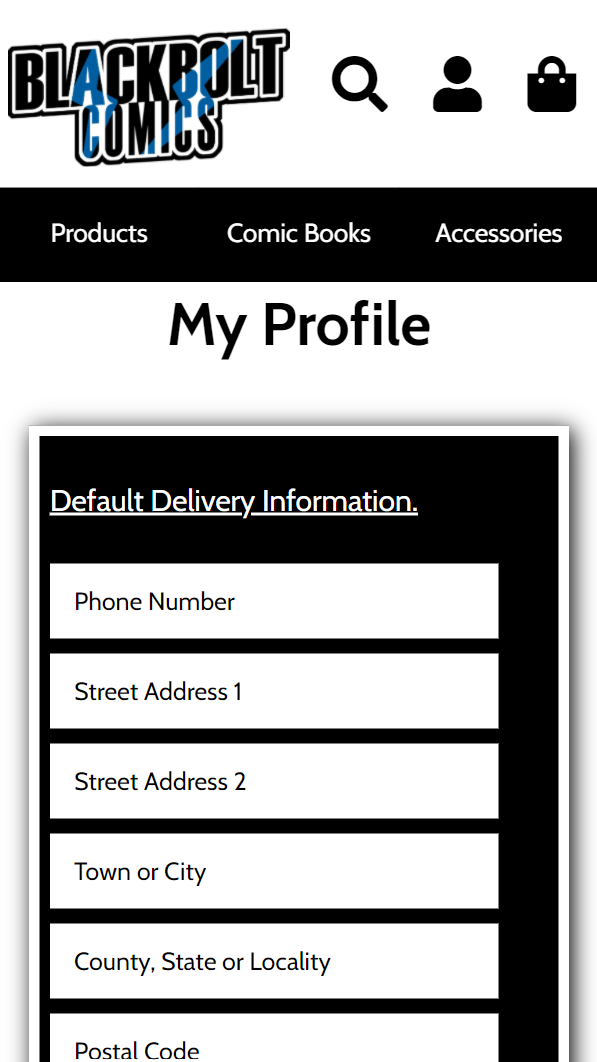 BLACKBOLT
COMICS
Products Comic Books Accessories
My Profile
Default Delivery Information.
Phone Number
Street Address 1
Street Address 2
Town or City
County, State or Locality
Postal Code